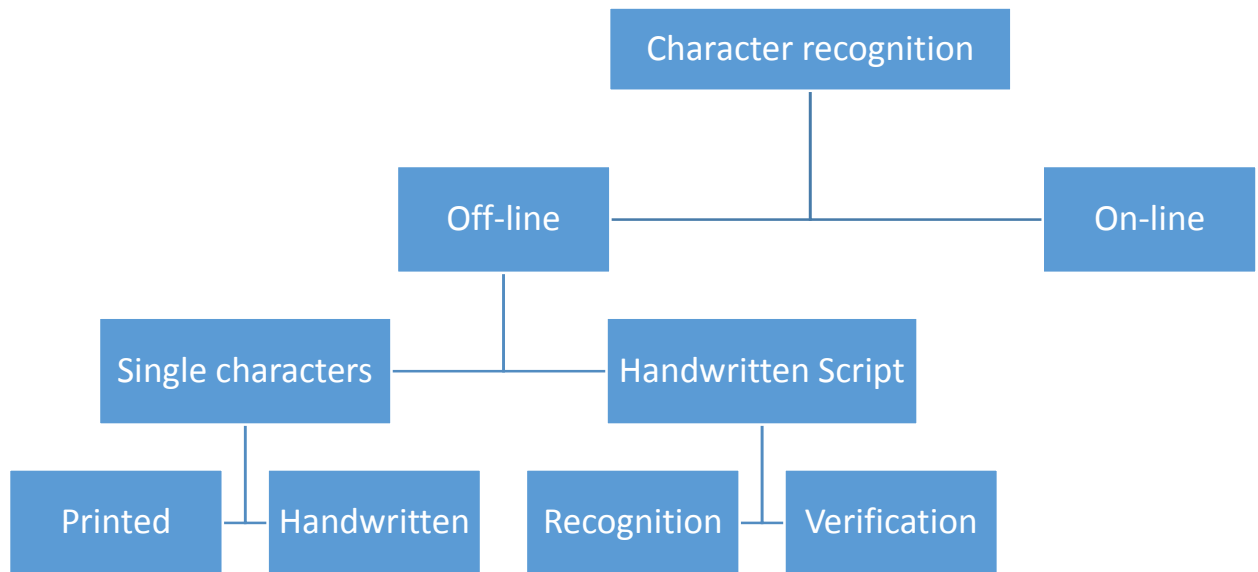 Character recognition
Off-line
On-line
Single characters
Handwritten Script
Printed
Handwritten
Recognition
Verification